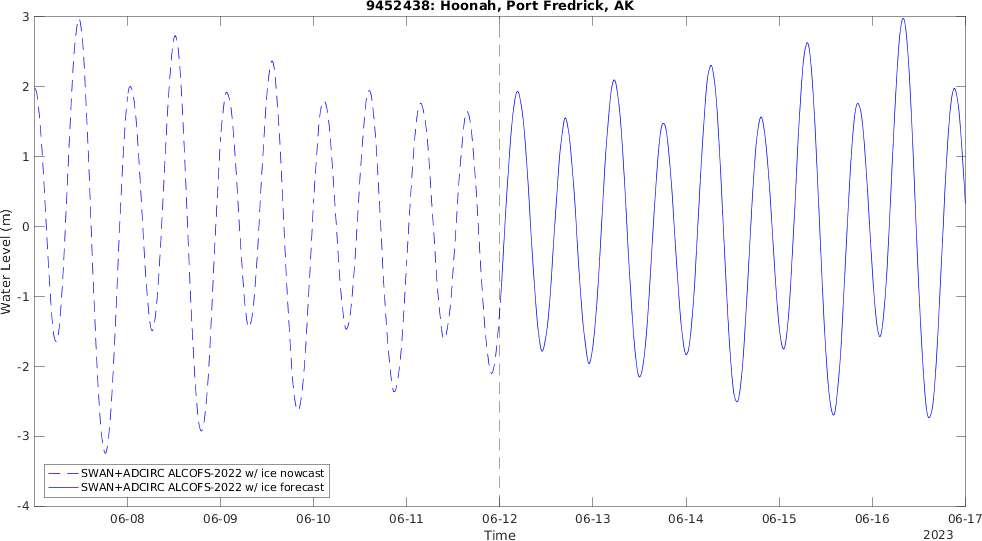 9452438: Hoonah, Port Fredrick, AK
3
2
1
0
-1
-2
-3
-4
Water Level (m)
SWAN+ADCIRC ALCOFS-2022 w/ ice nowcast
SWAN+ADCIRC ALCOFS-2022 w/ ice forecast
06-08 06-09 06-10 06-11 06-12 06-13 06-14 06-15 06-16 06-17
Time
2023